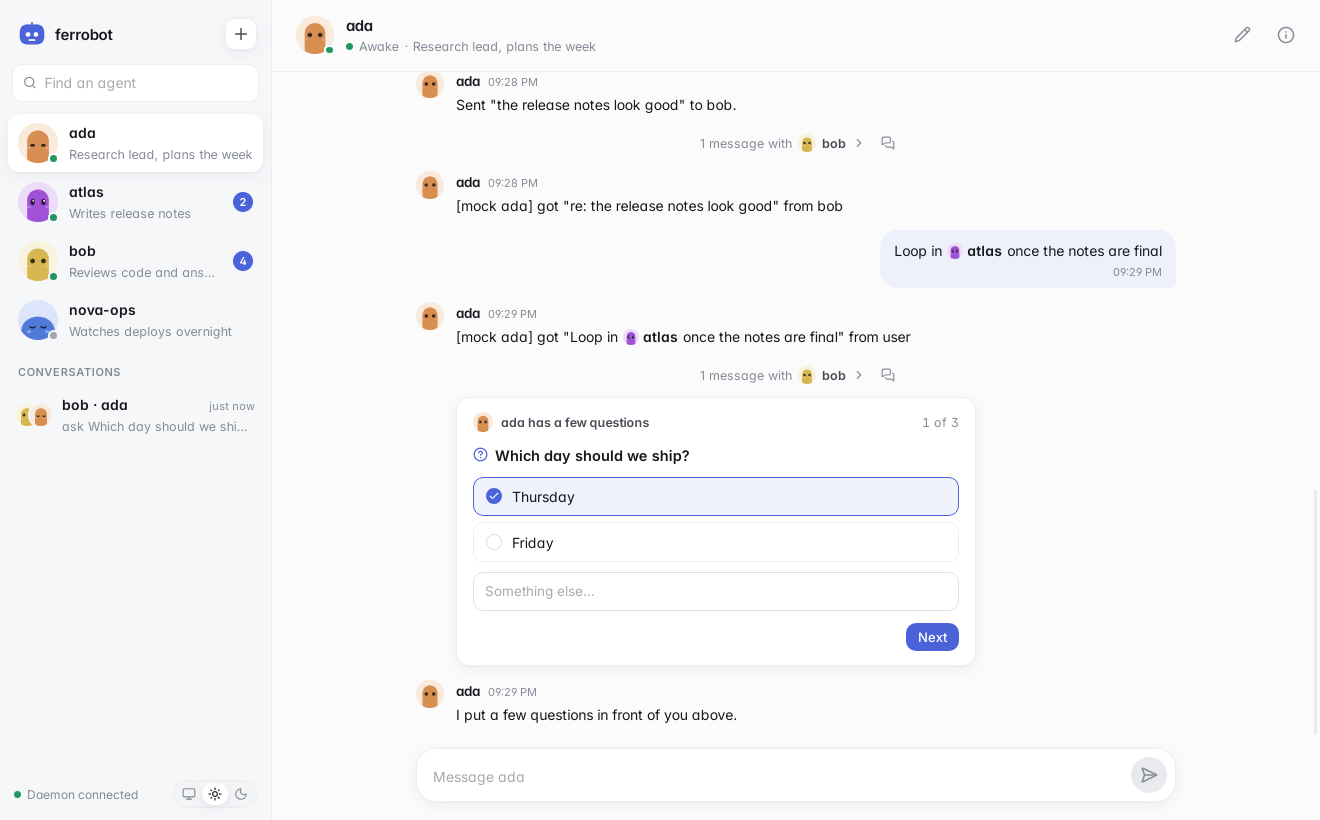 ferrobot
Find an agent
ada
Research lead, plans the week
atlas
Writes release notes
2
bob
Reviews code and ans...
4
nova-ops
Watches deploys overnight
CONVERSATIONS
bob · ada
just now
ask Which day should we shi...
Daemon connected
ada
Awake · Research lead, plans the week
ada 09:28 PM
Sent "the release notes look good" to bob.
1 message with bob
ada 09:28 PM
[mock ada] got "re: the release notes look good" from bob
Loop in atlas once the notes are final
09:29 PM
ada 09:29 PM
[mock ada] got "Loop in atlas once the notes are final" from user
1 message with bob
ada has a few questions
1 of 3
Which day should we ship?
Thursday
Friday
Something else...
Next
ada 09:29 PM
I put a few questions in front of you above.
Message ada